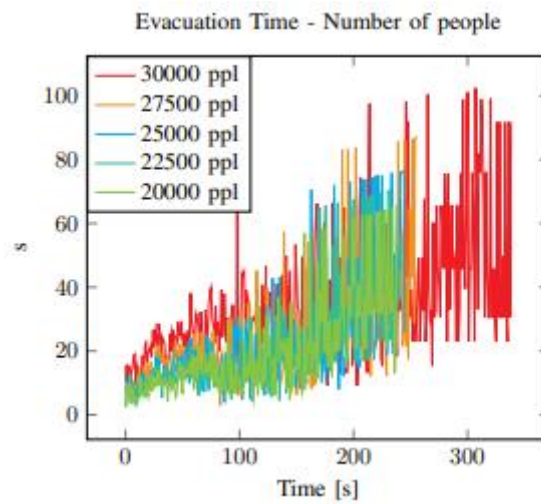 Evacuation Time - Number of people
30000 ppl
27500 ppl
25000 ppl
22500 ppl
20000 ppl
100
80
60
40
20
0
s
0 100 200 300
Time [s]